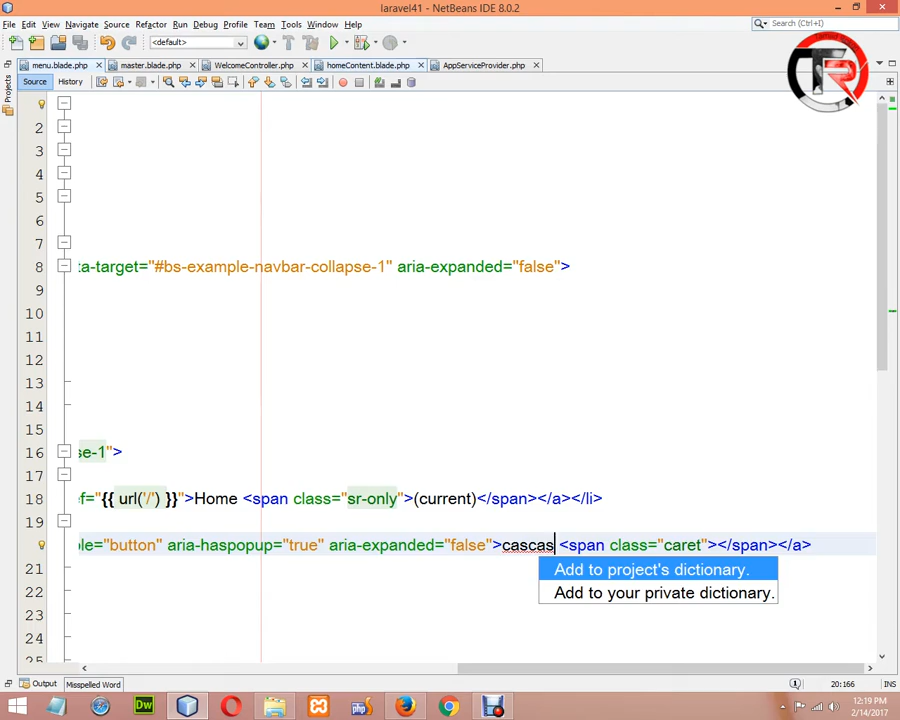 laravel41 - NetBeans IDE 8.0.2
File Edit View Navigate Source Refactor Run Debug Profile Team Tools Window Help
Search (Ctrl+I)
<default>
menu.blade.php master.blade.php WelcomeController.php homeContent.blade.php AppServiceProvider.php
Source History
Projects
TR
2
3
4
5
6
7
8 ta-target="#bs-example-navbar-collapse-1" aria-expanded="false">
9
10
11
12
13
14
15
16 se-1">
17
18 ef="{{ url('/') }}">Home <span class="sr-only">(current)</span></a></li>
19
ole="button" aria-haspopup="true" aria-expanded="false">cascas <span class="caret"></span></a>
Add to project's dictionary.
21
Add to your private dictionary.
22
23
24
25
Output Misspelled Word
20:166 INS
12:19 PM
2/14/2017